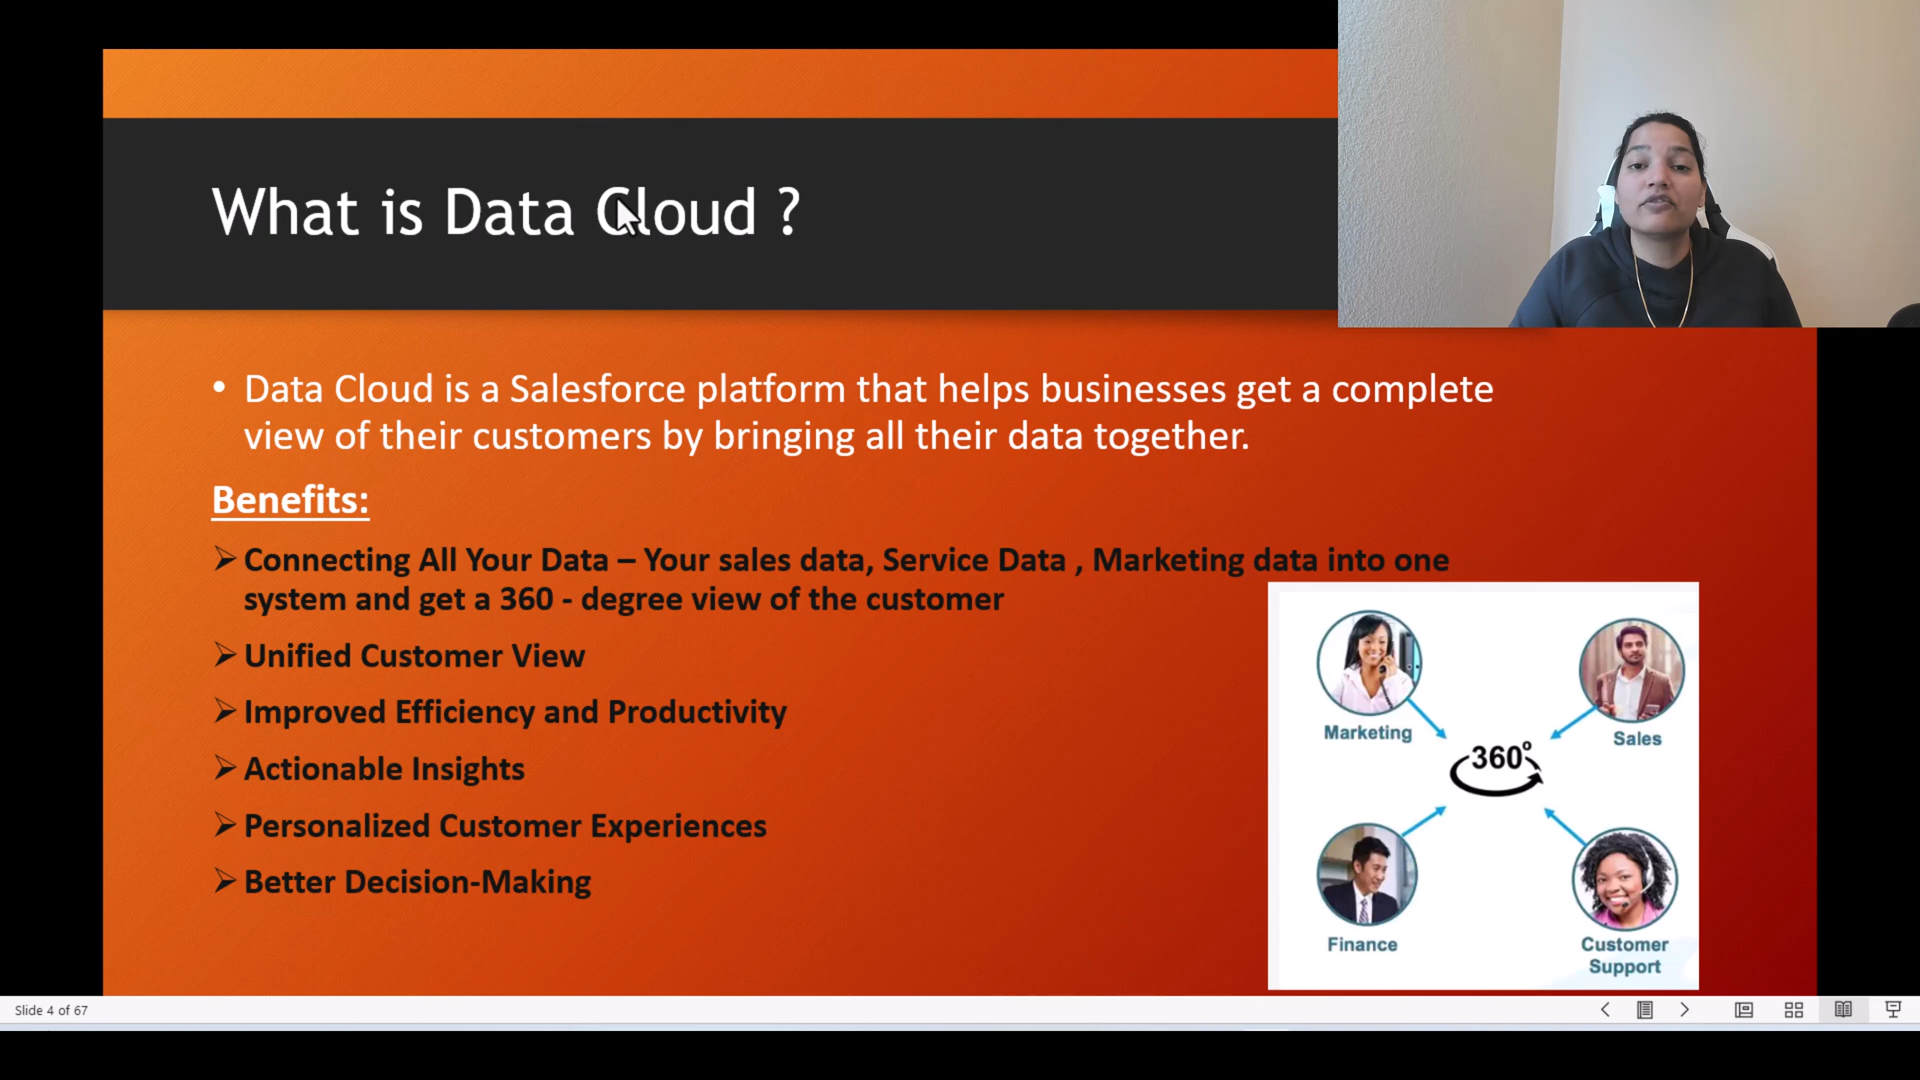 What is Data Cloud ?
• Data Cloud is a Salesforce platform that helps businesses get a complete
view of their customers by bringing all their data together.
Benefits:
➢ Connecting All Your Data – Your sales data, Service Data , Marketing data into one
system and get a 360 - degree view of the customer
➢ Unified Customer View
➢ Improved Efficiency and Productivity
➢ Actionable Insights
➢ Personalized Customer Experiences
➢ Better Decision-Making
Marketing
Sales
360°
Finance
Customer
Support
Slide 4 of 67